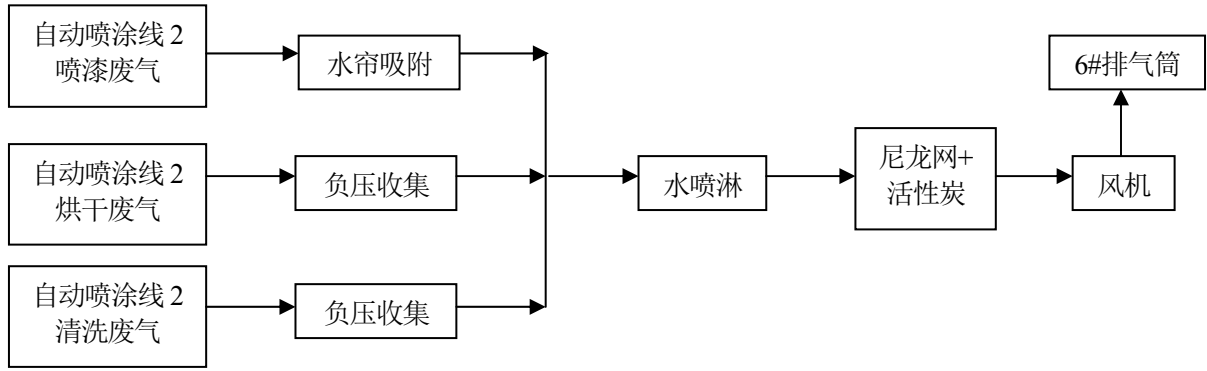 自动喷涂线 2
喷漆废气
水帘吸附
6#排气筒
自动喷涂线 2
烘干废气
负压收集
水喷淋
尼龙网+
活性炭
风机
自动喷涂线 2
清洗废气
负压收集